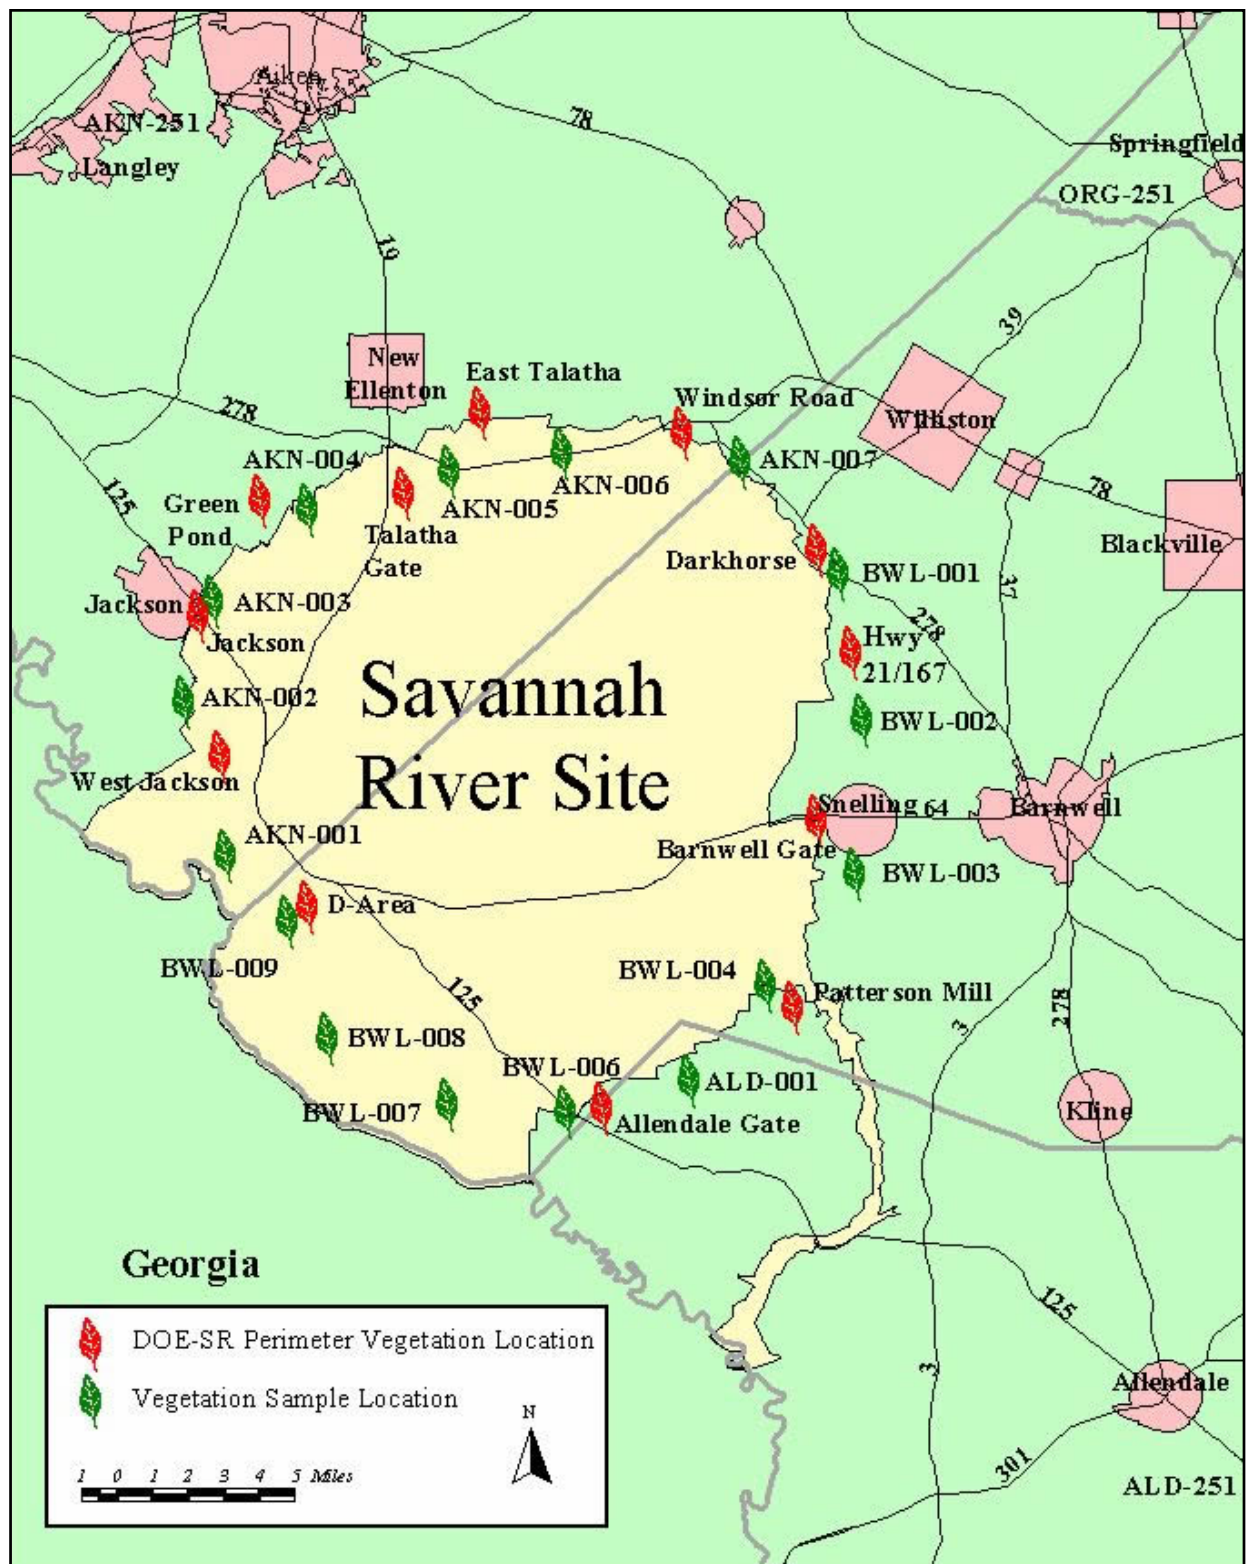 Aiken
AKN-251
Langley
78
Springfield
ORG-251
19
39
New
Ellenton
East Talatha
Windsor Road
Williston
278
AKN-004
AKN-007
AKN-006
78
125
Green
Pond
AKN-005
Talatha
Gate
Darkhorse
Blackville
BWL-001
37
Jackson
AKN-003
Jackson
278
Hwy
21/167
AKN-002
BWL-002
Savannah
River Site
West Jackson
Snelling
64
Barnwell
AKN-001
Barnwell Gate
BWL-003
D-Area
BWL-009
BWL-004
125
Patterson Mill
278
3
BWL-008
BWL-006
ALD-001
BWL-007
Allendale Gate
Kline
Georgia
125
3
Allendale
301
ALD-251
DOE-SR Perimeter Vegetation Location
Vegetation Sample Location
N
1 0 1 2 3 4 5 Miles